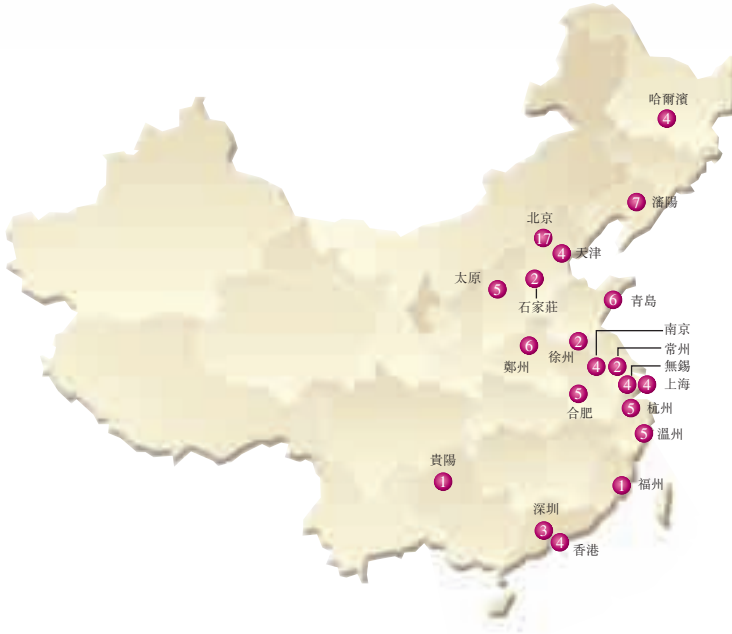 哈爾濱
4
7 瀋陽
北京
17
4 天津
太原
5
2
石家莊
6 青島
南京
常州
無錫
上海
6
鄭州
2
徐州
4
2
4
4
5
合肥
5 杭州
5 溫州
貴陽
1
1 福州
深圳
3
4 香港